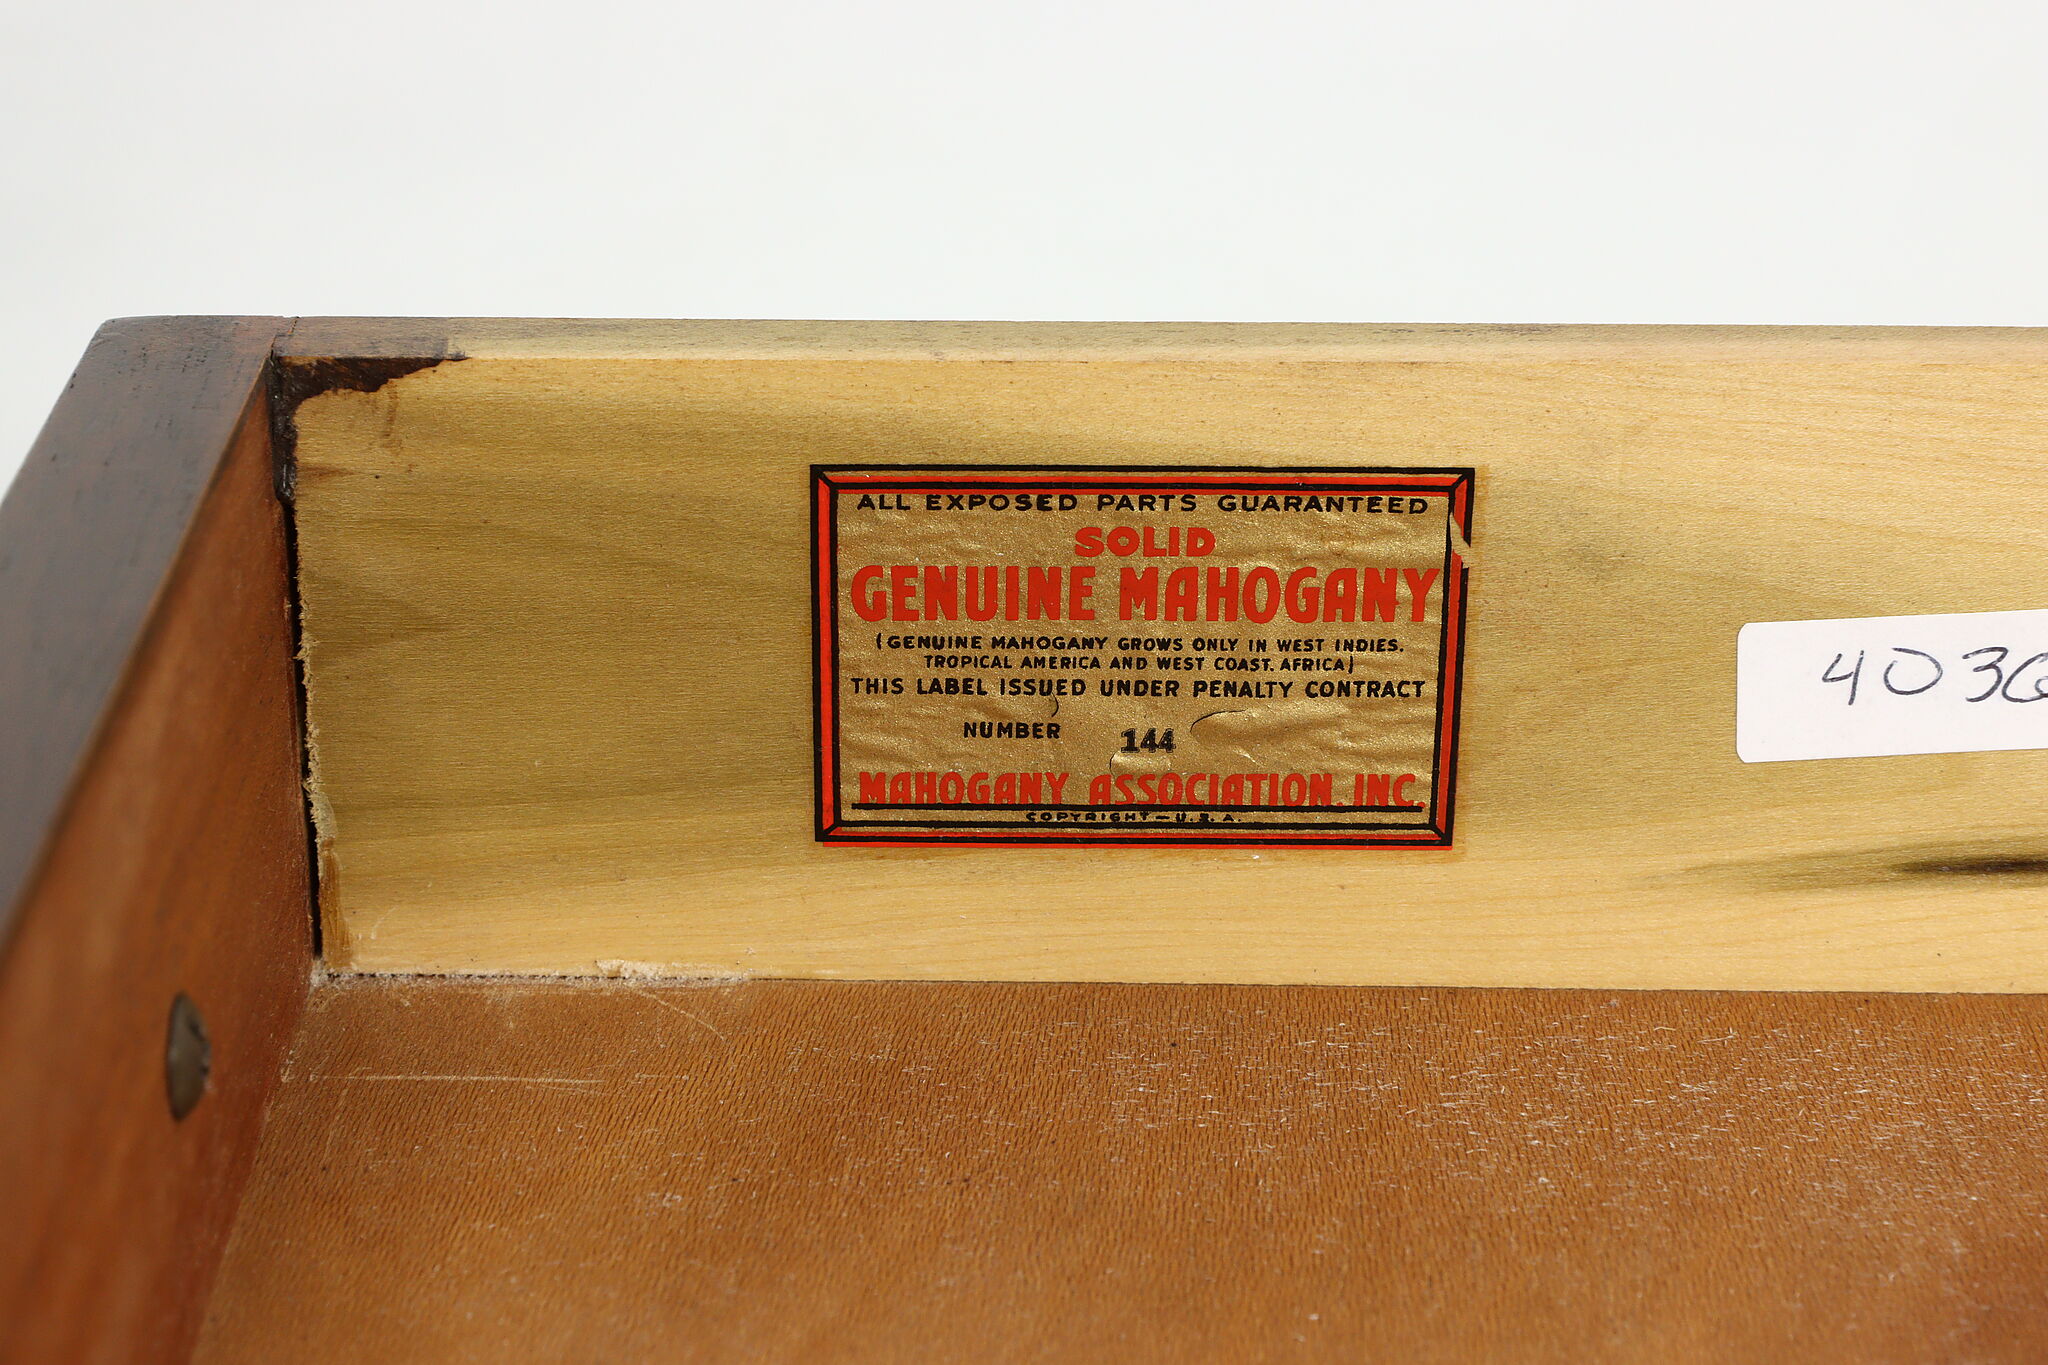 ALL EXPOSED PARTS GUARANTEED
SOLID
GENUINE MAHOGANY
(GENUINE MAHOGANY GROWS ONLY IN WEST INDIES.
TROPICAL AMERICA AND WEST COAST. AFRICA)
THIS LABEL ISSUED UNDER PENALTY CONTRACT
NUMBER 144
MAHOGANY ASSOCIATION. INC.
COPYRIGHT — U.S.A.
4036